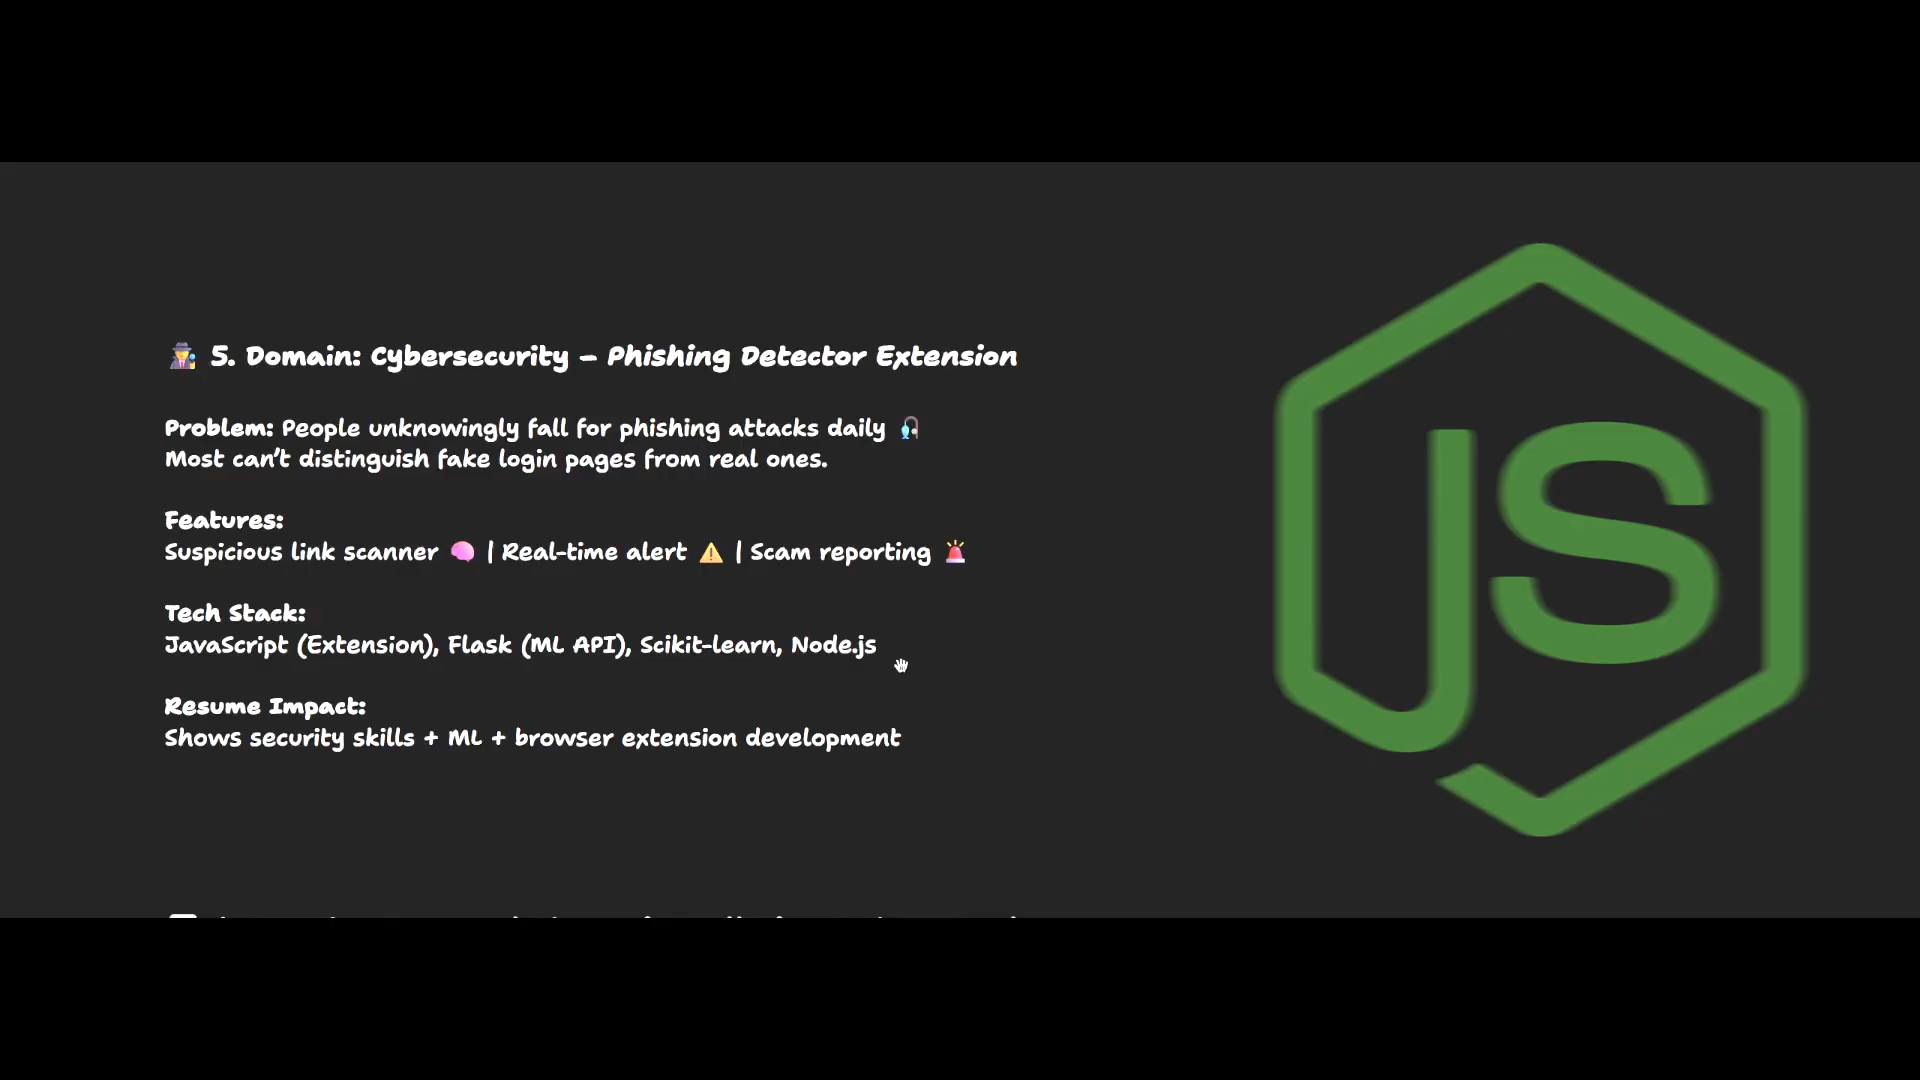 5. Domain: Cybersecurity – Phishing Detector Extension
Problem: People unknowingly fall for phishing attacks daily
Most can't distinguish fake login pages from real ones.
Features:
Suspicious link scanner | Real-time alert | Scam reporting
Tech Stack:
JavaScript (Extension), Flask (ML API), Scikit-learn, Node.js
Resume Impact:
Shows security skills + ML + browser extension development
JS